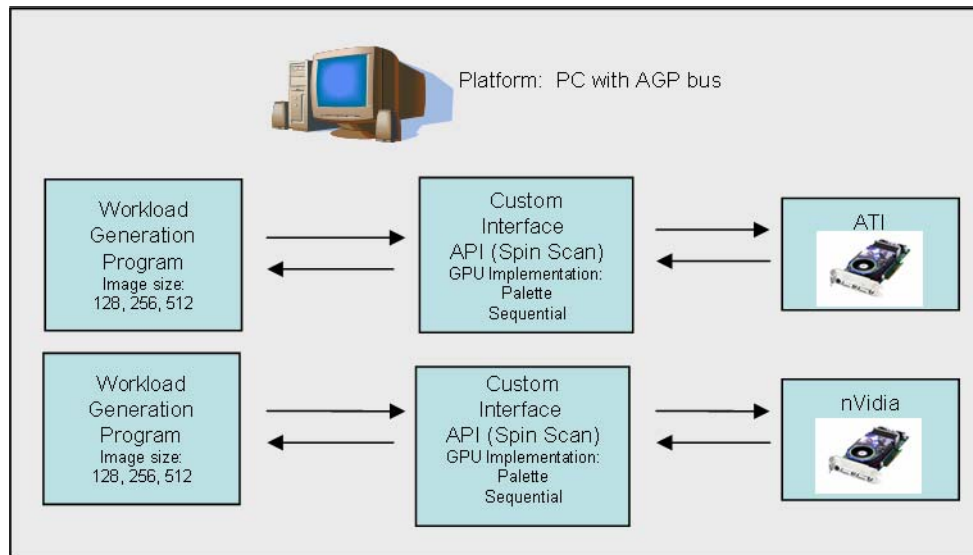 Platform: PC with AGP bus
Workload
Generation
Program
Image size:
128, 256, 512
Custom
Interface
API (Spin Scan)
GPU Implementation:
Palette
Sequential
ATI
Workload
Generation
Program
Image size:
128, 256, 512
Custom
Interface
API (Spin Scan)
GPU Implementation:
Palette
Sequential
nVidia